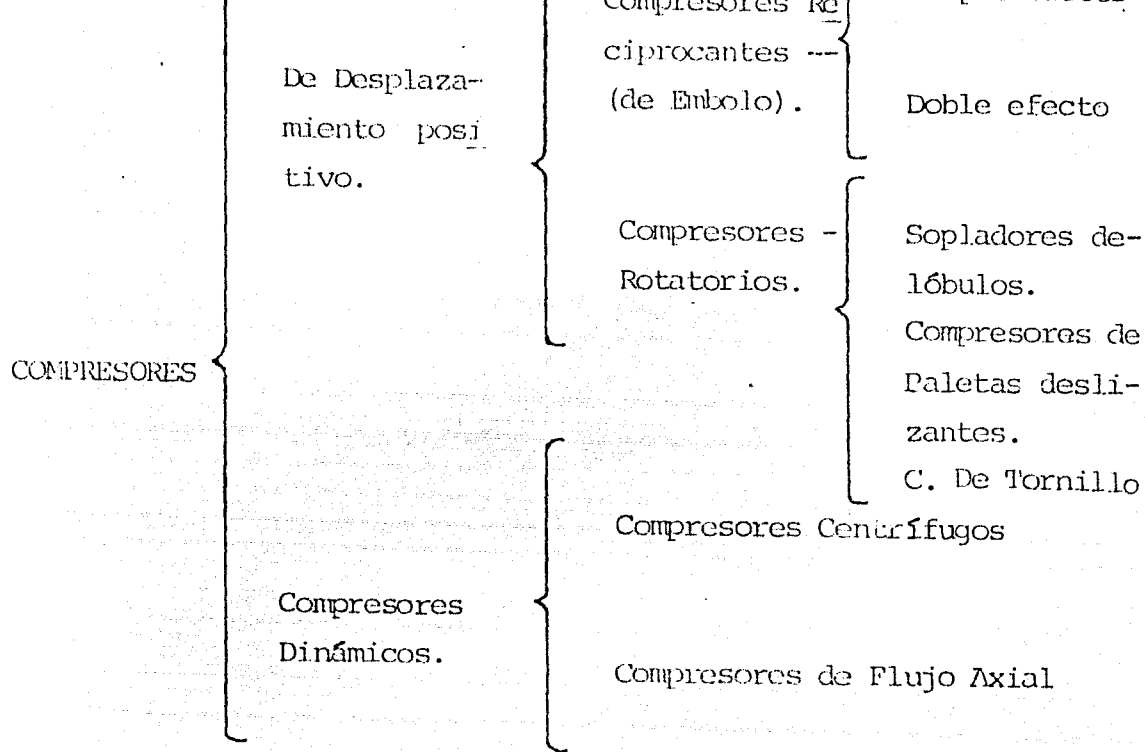 Compresores Re
ciprocantes ---
(de Embolo).
Doble efecto
De Desplaza-
miento posi
tivo.
Compresores -
Rotatorios.
Sopladores de-
lóbulos.
Compresores de
Paletas desli-
zantes.
C. De Tornillo
COMPRESORES
Compresores Centrífugos
Compresores
Dinámicos.
Compresores de Flujo Axial